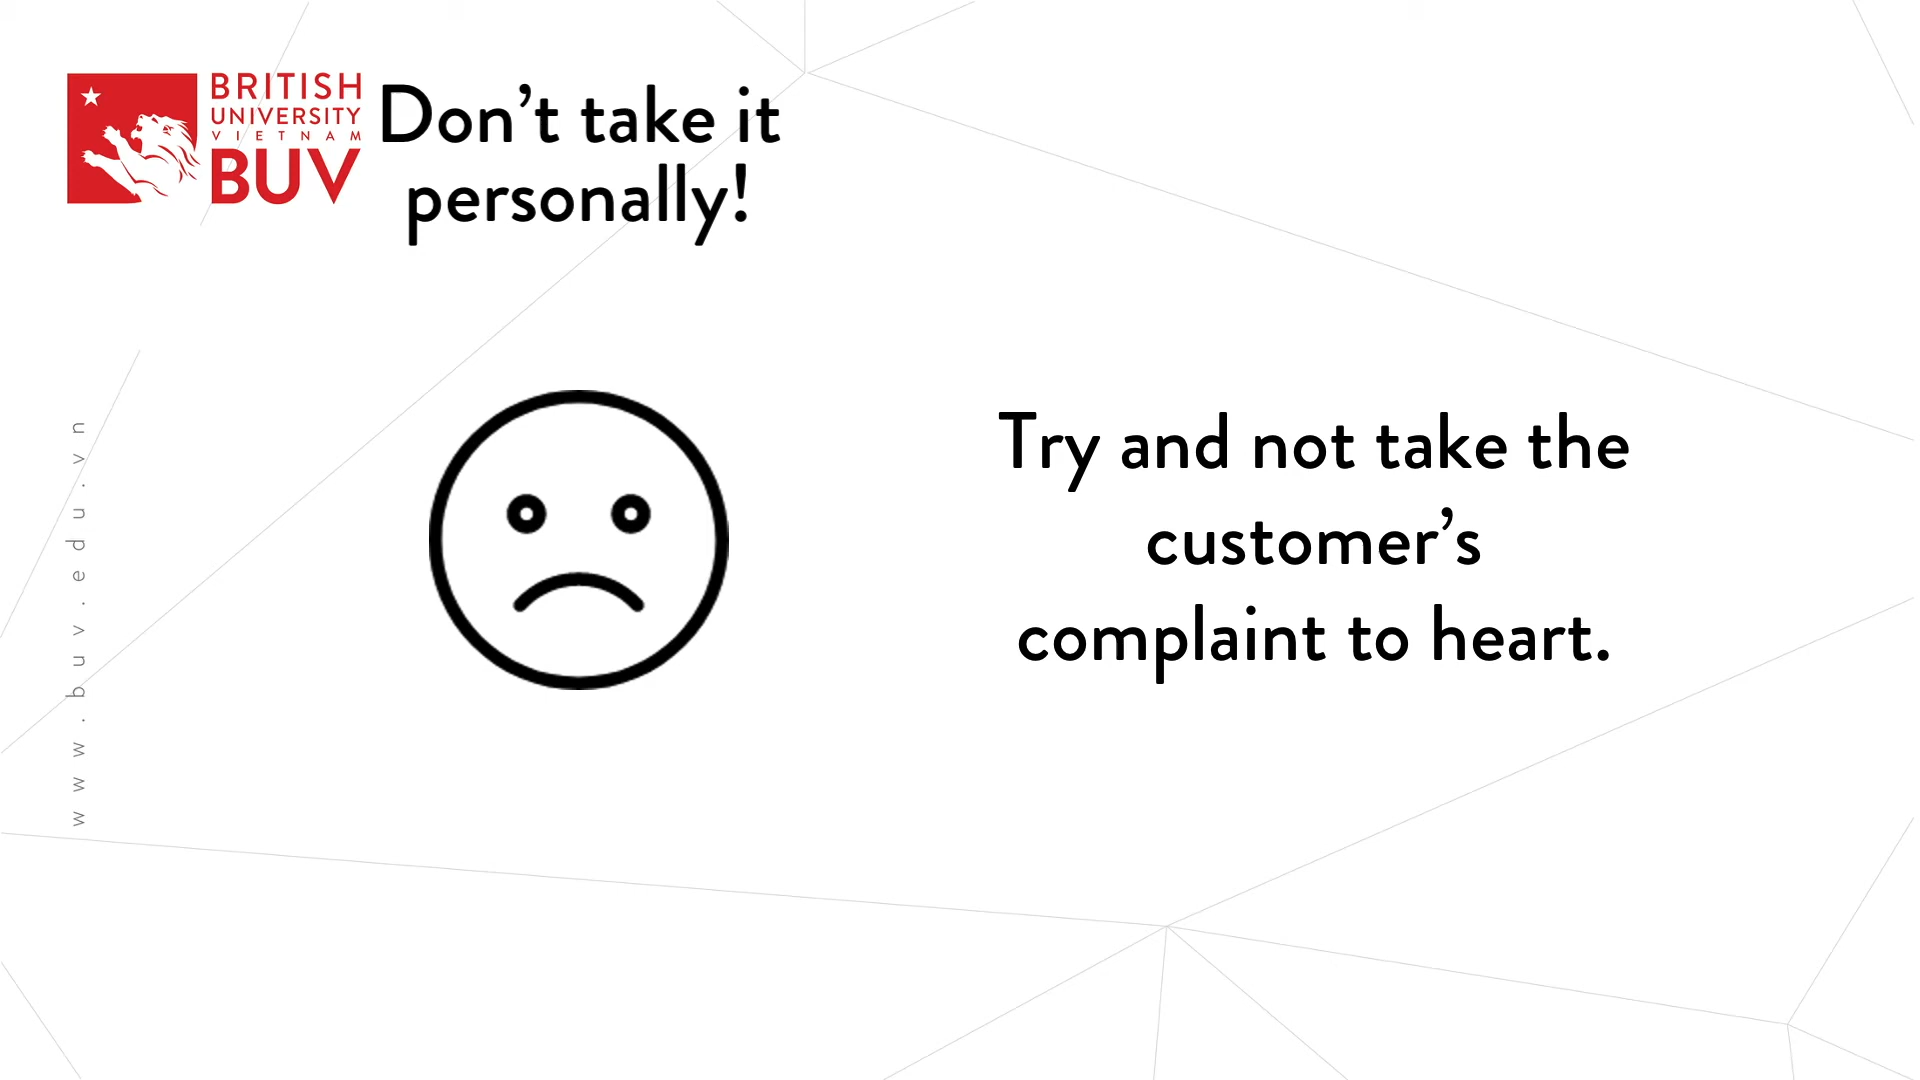 BRITISH
UNIVERSITY
VIETNAM
BUV
Don’t take it
personally!
www.buv.edu.vn
Try and not take the
customer’s
complaint to heart.